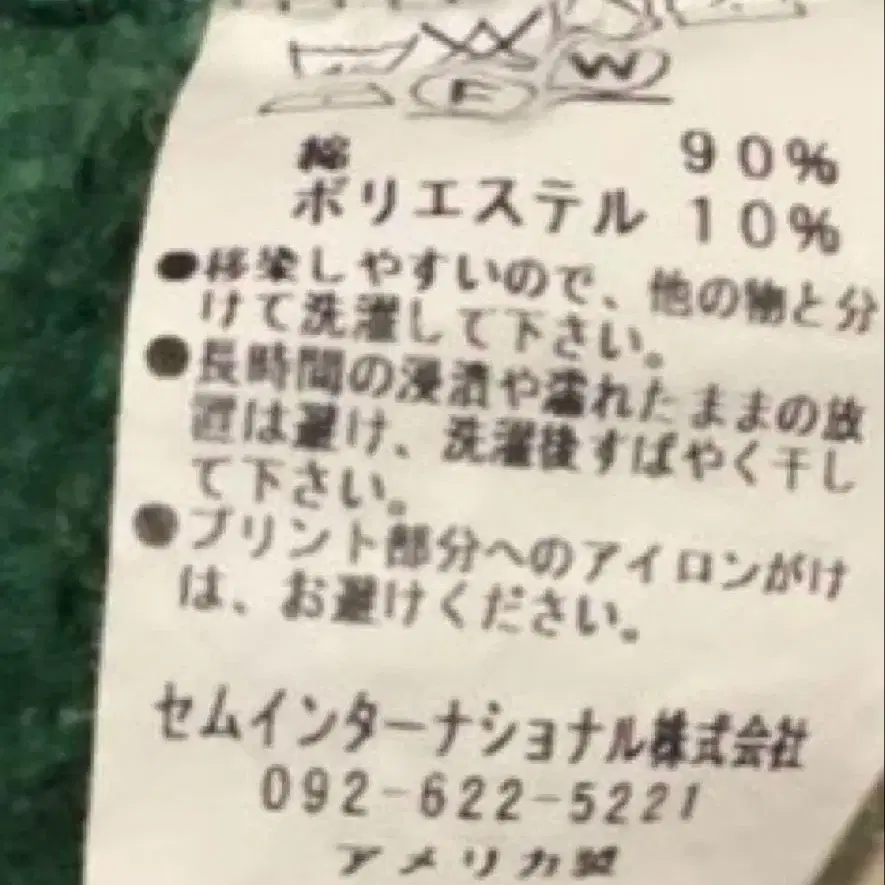 F W
綿 90%
ポリエステル 10%
●移染しやすいので、他の物と分
けて洗濯して下さい。
●長時間の浸漬や濡れたままの放
置は避け、洗濯後すばやく干し
て下さい。
●プリント部分へのアイロンがけ
は、お避けください。
セムインターナショナル株式会社
092-622-5221
アメリカ製